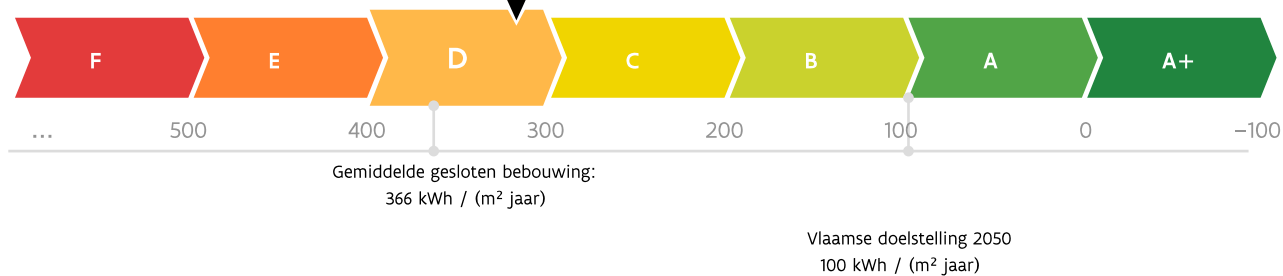 F E D C B A A+
... 500 400 300 200 100 0 −100
Gemiddelde gesloten bebouwing:
366 kWh / (m² jaar)
Vlaamse doelstelling 2050
100 kWh / (m² jaar)